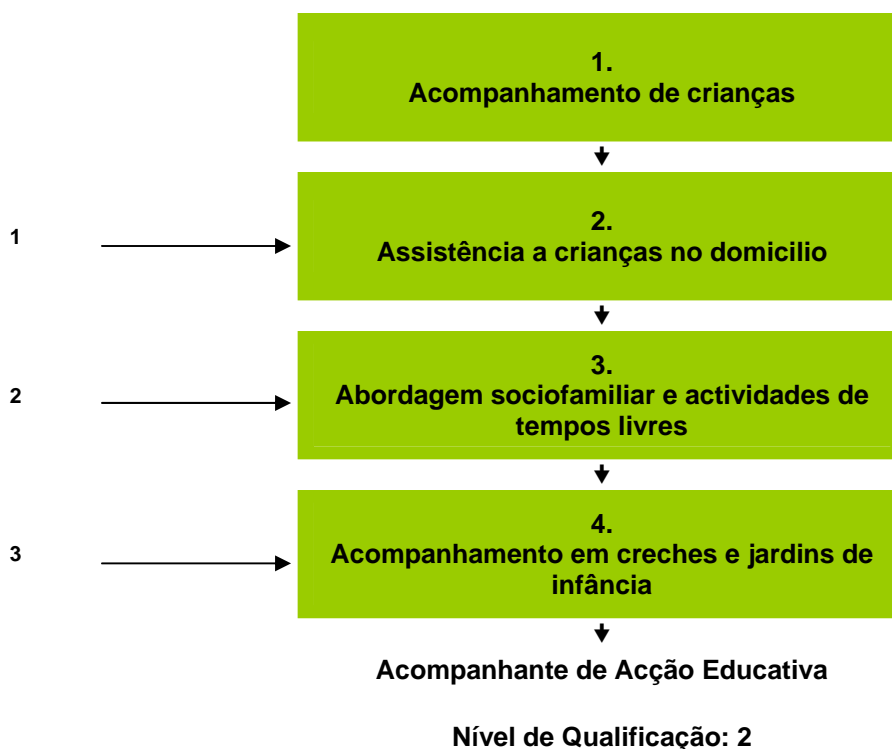 1.
Acompanhamento de crianças
1
2.
Assistência a crianças no domicilio
2
3.
Abordagem sociofamiliar e actividades de
tempos livres
3
4.
Acompanhamento em creches e jardins de
infância
Acompanhante de Acção Educativa
Nível de Qualificação: 2